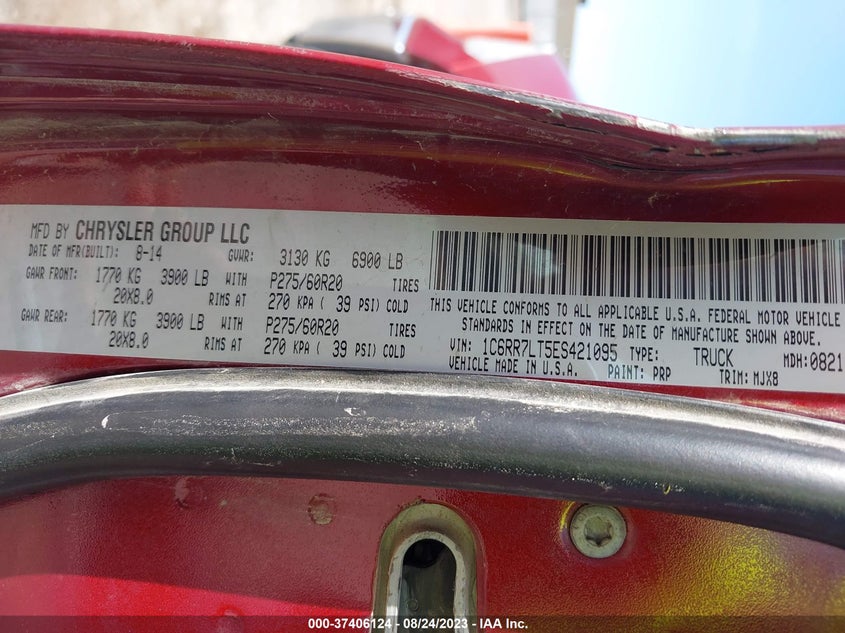 MFD BY CHRYSLER GROUP LLC
DATE OF MFR(BUILT): 8-14 GVWR: 3130 KG 6900 LB
GAWR FRONT: 1770 KG 3900 LB WITH P275/60R20 TIRES
20X8.0 RIMS AT 270 KPA ( 39 PSI) COLD
GAWR REAR: 1770 KG 3900 LB WITH P275/60R20 TIRES
20X8.0 RIMS AT 270 KPA ( 39 PSI) COLD
THIS VEHICLE CONFORMS TO ALL APPLICABLE U.S.A. FEDERAL MOTOR VEHICLE
STANDARDS IN EFFECT ON THE DATE OF MANUFACTURE SHOWN ABOVE.
VIN: 1C6RR7LT5ES421095 TYPE: TRUCK MDH:0821
VEHICLE MADE IN U.S.A. PAINT: PRP TRIM: MJX8
000-37406124 - 08/24/2023 - IAA Inc.